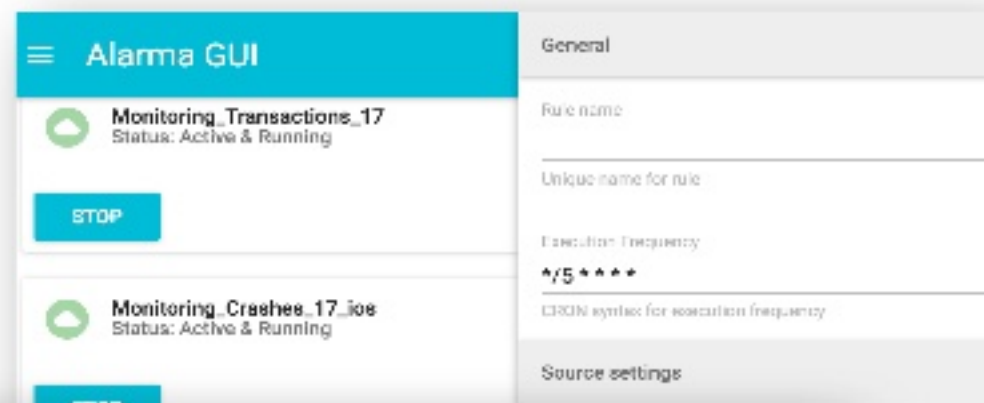 Alarma GUI
Monitoring_Transactions_17
Status: Active & Running
STOP
Monitoring_Crashes_17_ios
Status: Active & Running
STOP
General
Rule name
Unique name for rule
Execution frequency
*/5 * * * *
CRON syntax for execution frequency
Source settings